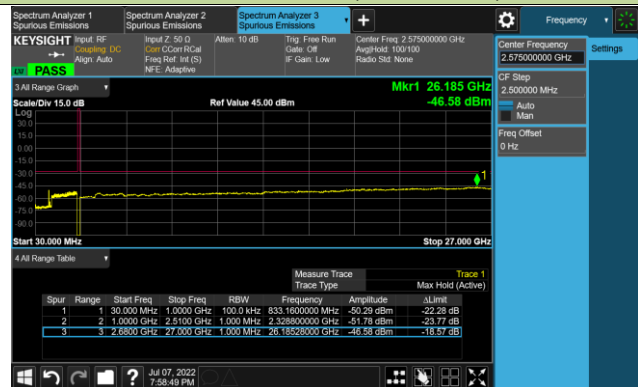 Spectrum Analyzer 1
Spurious Emissions
Spectrum Analyzer 2
Spurious Emissions
Spectrum Analyzer 3
Spurious Emissions
Frequency
KEYSIGHT
Input: RF
Coupling: DC
Align: Auto
Input Z: 50 Ω
Corr CCorr RCal
Freq Ref: Int (S)
NFE: Adaptive
Atten: 10 dB
Trig: Free Run
Gate: Off
IF Gain: Low
Center Freq: 2.575000000 GHz
Avg|Hold: 100/100
Radio Std: None
PASS
Center Frequency
2.575000000 GHz
Settings
CF Step
2.500000 MHz
Auto
Man
Freq Offset
0 Hz
3 All Range Graph
Mkr1 26.185 GHz
Scale/Div 15.0 dB
Ref Value 45.00 dBm
-46.58 dBm
Log
30.0
15.0
0.00
-15.0
-30.0
-45.0
-60.0
-75.0
-90.0
1
Start 30.000 MHz
Stop 27.000 GHz
4 All Range Table
Measure Trace Trace 1
Trace Type Max Hold (Active)
Spur Range Start Freq Stop Freq RBW Frequency Amplitude ΔLimit
1 1 30.000 MHz 1.0000 GHz 100.0 kHz 833.1600000 MHz -50.29 dBm -22.28 dB
2 2 1.0000 GHz 2.5100 GHz 1.000 MHz 2.328800000 GHz -51.78 dBm -23.77 dB
3 3 2.6800 GHz 27.000 GHz 1.000 MHz 26.18528000 GHz -46.58 dBm -18.57 dB
Jul 07, 2022
7:58:49 PM